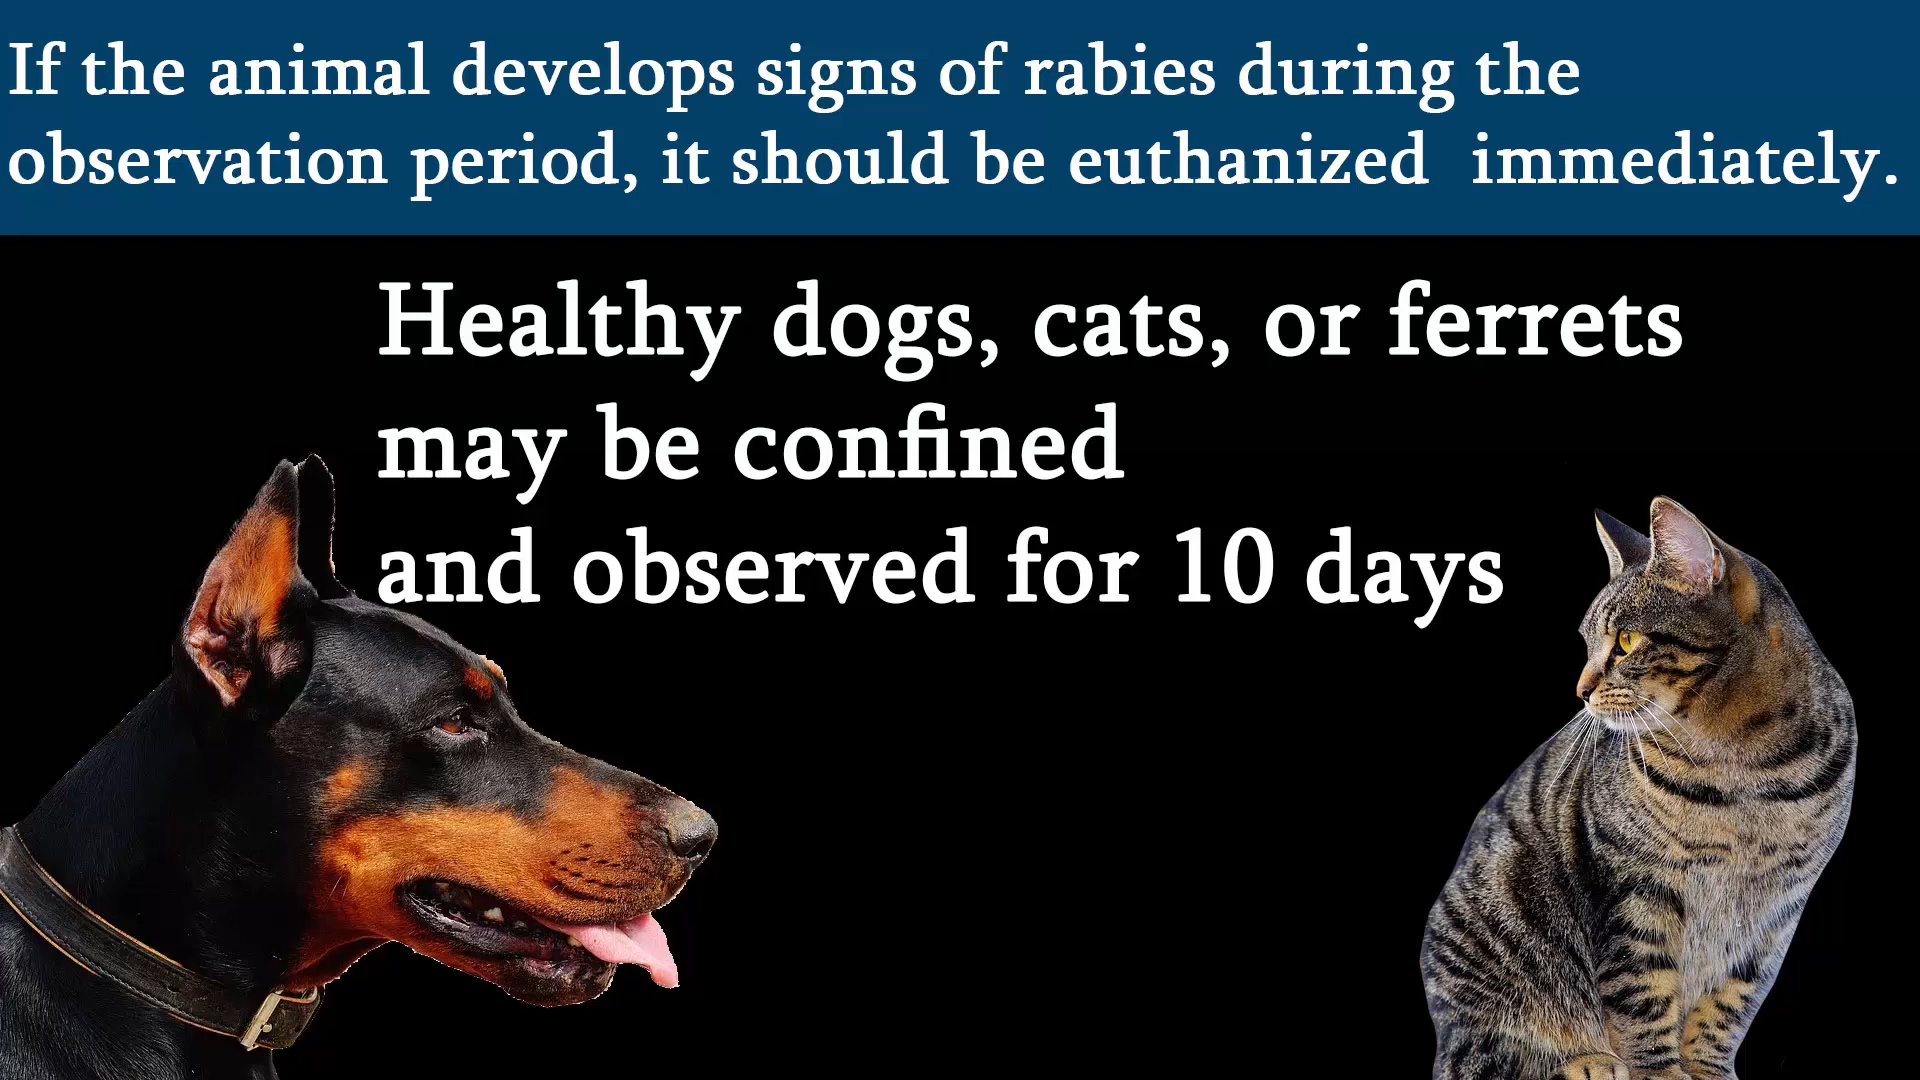 If the animal develops signs of rabies during the
observation period, it should be euthanized  immediately.
Healthy dogs, cats, or ferrets
may be confined
and observed for 10 days